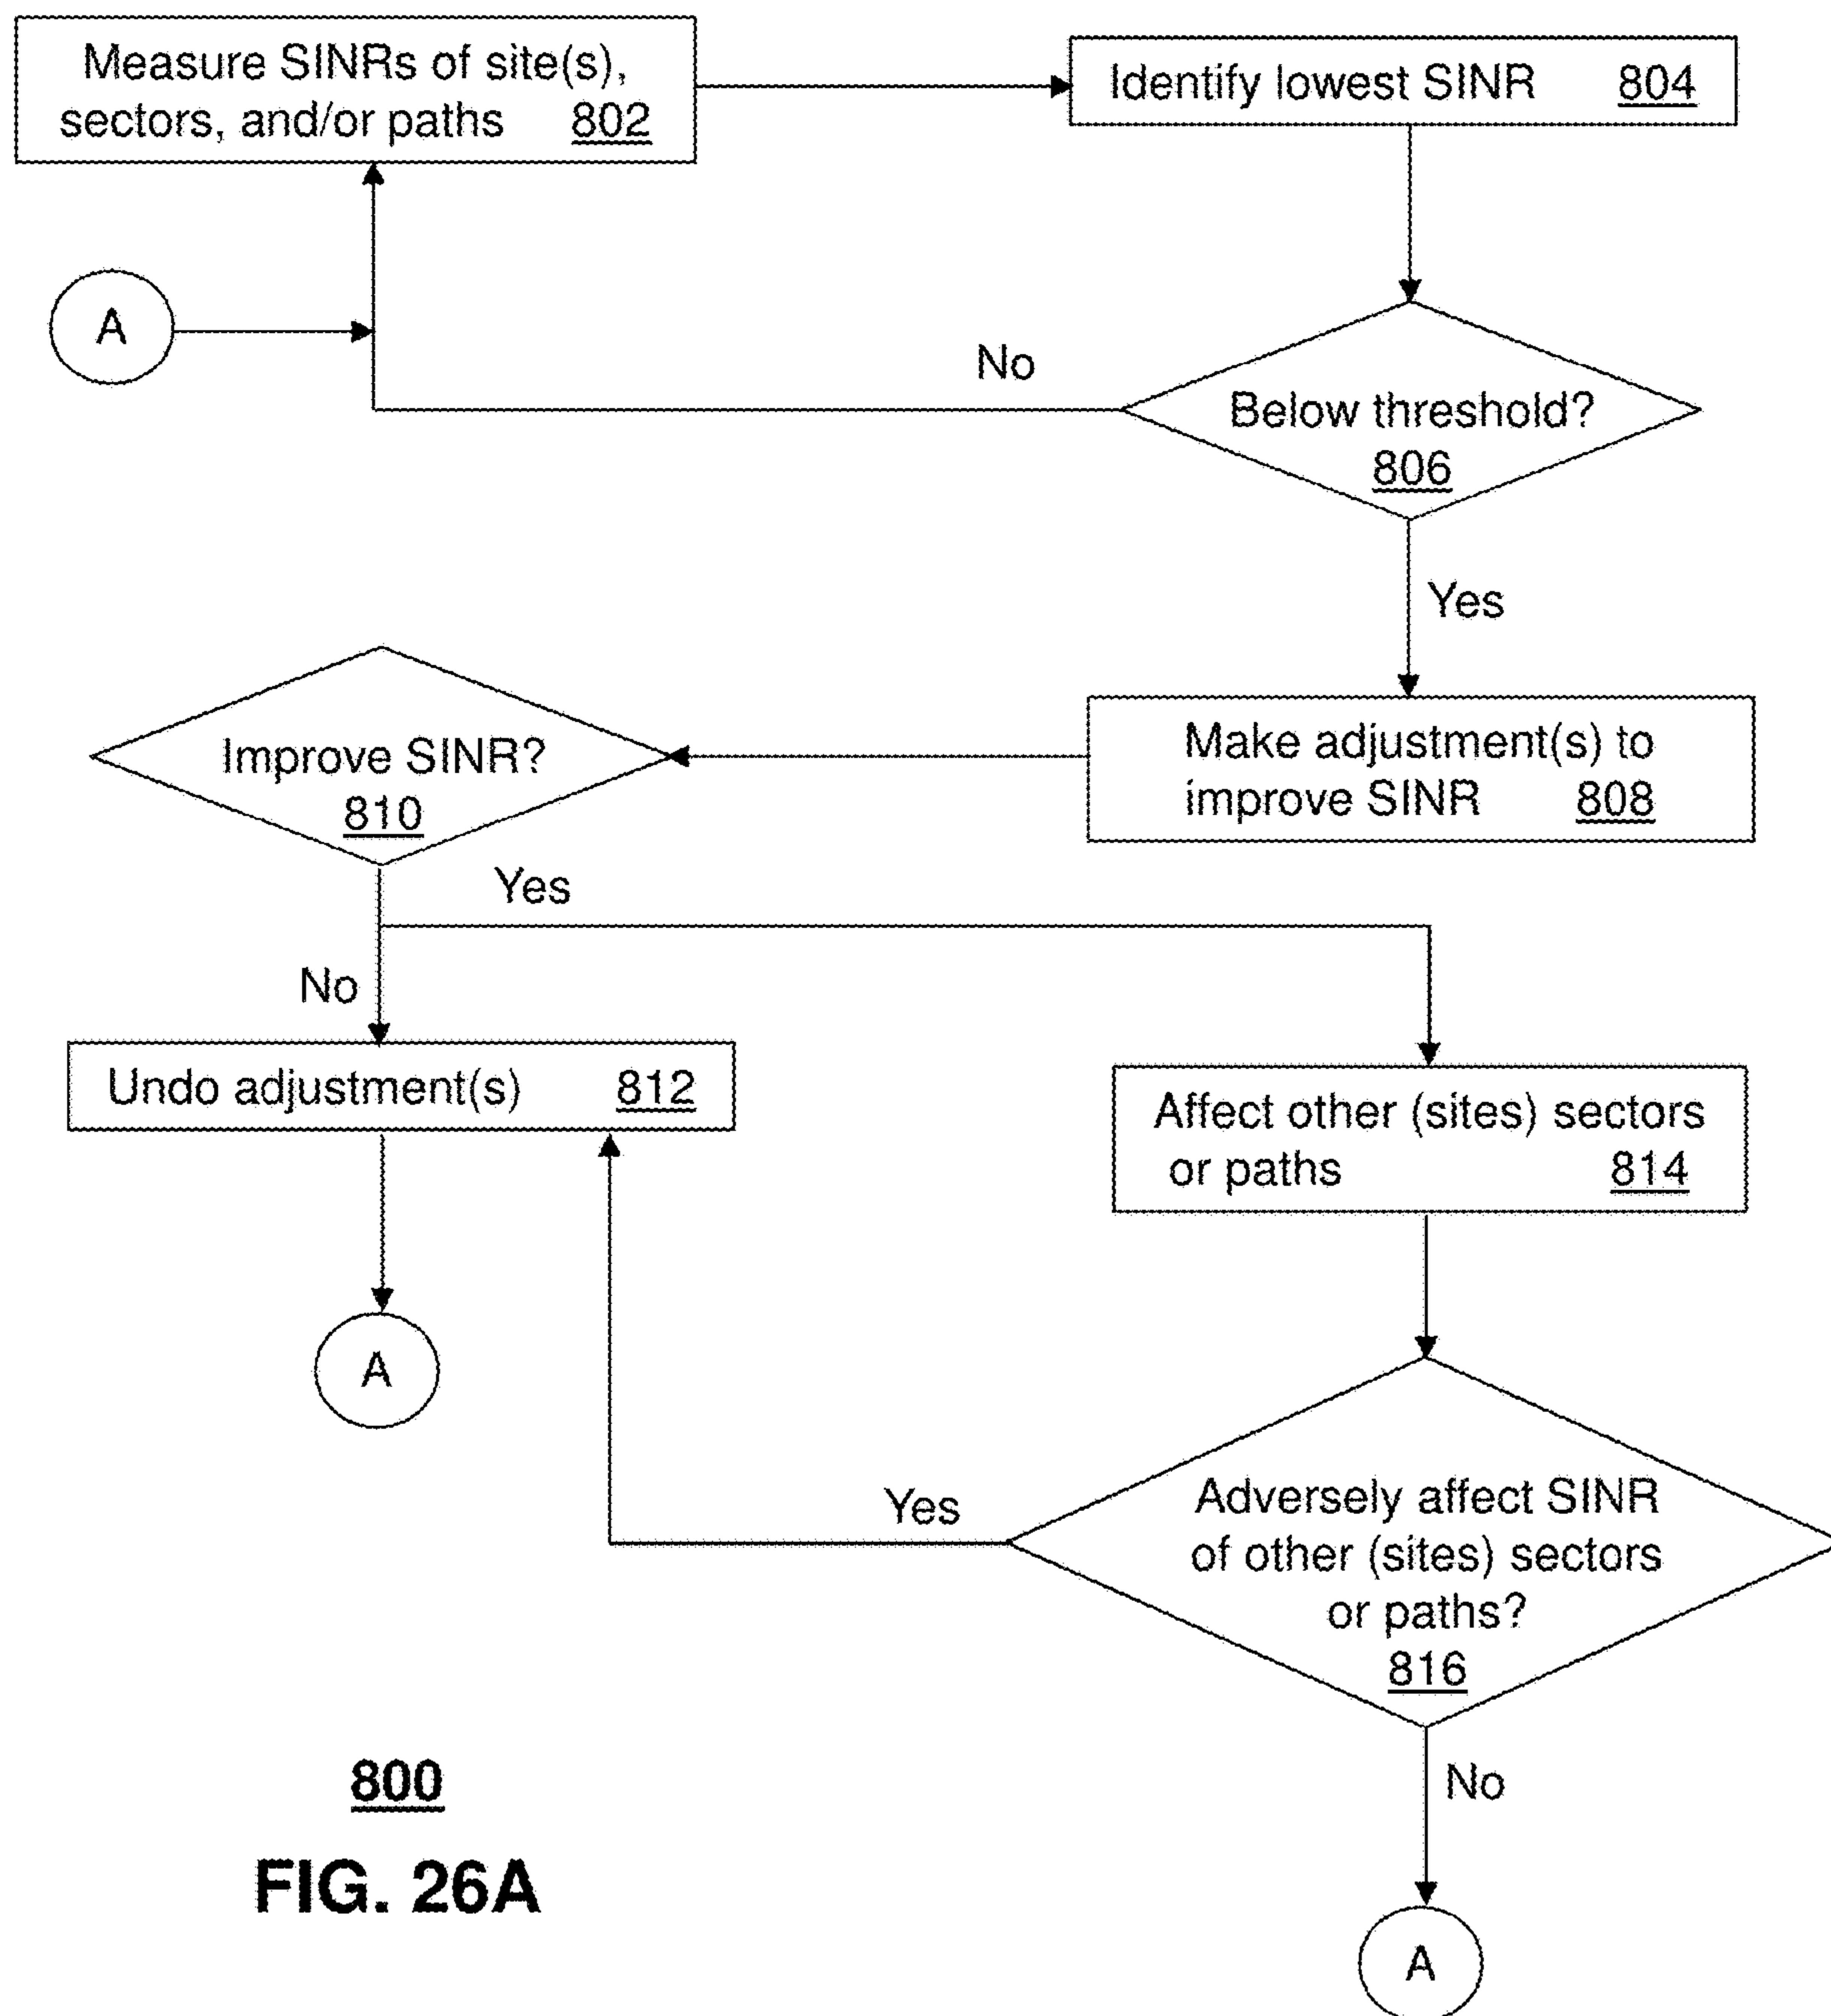 Measure SINRs of site(s),
sectors, and/or paths 802
Identify lowest SINR 804
A
No
Below threshold?
806
Yes
Improve SINR?
810
Make adjustment(s) to
improve SINR 808
Yes
No
Undo adjustment(s) 812
Affect other (sites) sectors
or paths 814
A
Yes
Adversely affect SINR
of other (sites) sectors
or paths?
816
No
800
FIG. 26A
A